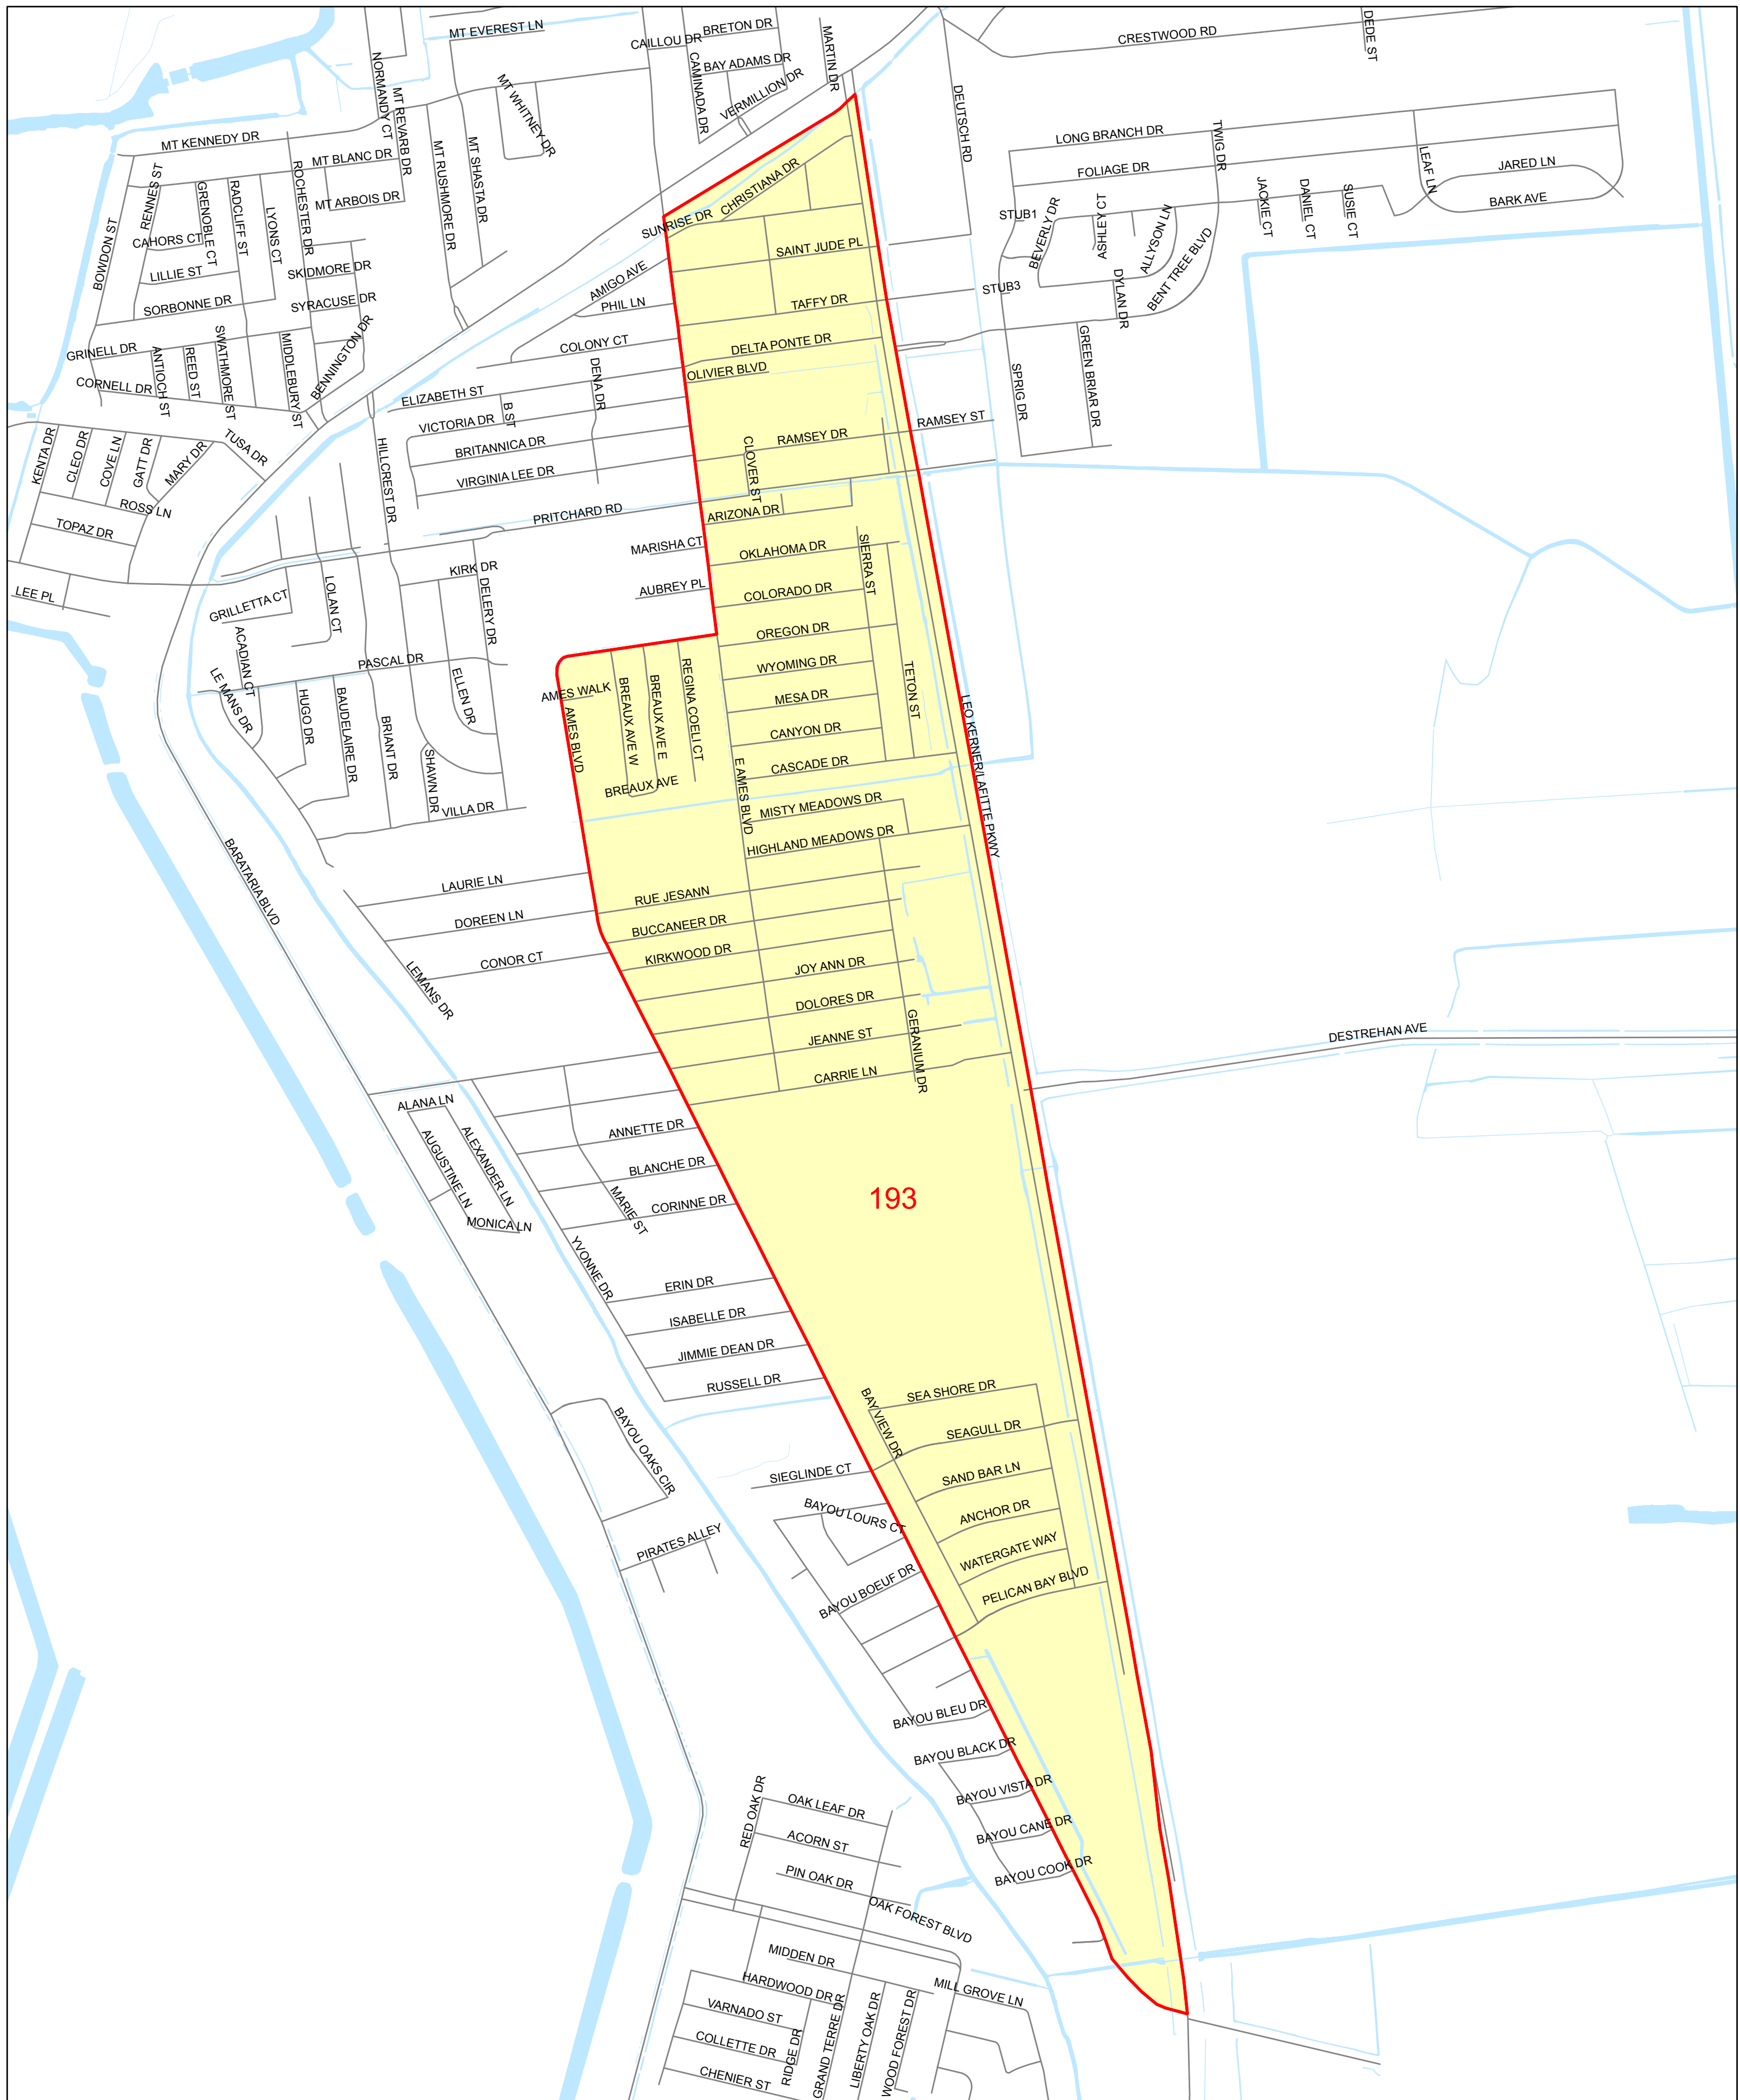 MT EVEREST LN
BRETON DR
CAILLOU DR
MARTIN DR
CRESTWOOD RD
DEDE ST
NORMANDY CT
CAMINADA DR
BAY ADAMS DR
VERMILLION DR
MT WHITNEY DR
MT REVARB DR
DEUTSCH RD
MT KENNEDY DR
MT BLANC DR
MT ARBOIS DR
MT RUSHMORE DR
MT SHASTA DR
LONG BRANCH DR
TWIG DR
FOLIAGE DR
LEAF LN
JARED LN
BARK AVE
RENNES ST
GRENOBLE CT
RADCLIFF ST
ROCHESTER DR
LYONS CT
CHRISTIANA DR
SUNRISE DR
STUB1
BEVERLY DR
ASHLEY CT
ALLYSON LN
JACKIE CT
DANIEL CT
SUSIE CT
BOWDON ST
CAHORS CT
LILLIE ST
SORBONNE DR
SKIDMORE DR
SYRACUSE DR
SAINT JUDE PL
AMIGO AVE
PHIL LN
TAFFY DR
STUB3
DYLAN DR
BENT TREE BLVD
GRINELL DR
ANTIOCH ST
REED ST
SWATHMORE ST
MIDDLEBURY ST
BENNINGTON DR
COLONY CT
DELTA PONTE DR
OLIVIER BLVD
GREEN BRIAR DR
SPRIG DR
CORNELL DR
ELIZABETH ST
DENA DR
B ST
VICTORIA DR
BRITANNICA DR
VIRGINIA LEE DR
RAMSEY DR
RAMSEY ST
CLOVER ST
HILLCREST DR
KENTA DR
CLEO DR
COVE LN
GATT DR
MARY DR
TUSA DR
ROSS LN
TOPAZ DR
LEE PL
PRITCHARD RD
ARIZONA DR
MARISHA CT
OKLAHOMA DR
SIERRA ST
AUBREY PL
COLORADO DR
KIRK DR
DELERY DR
GRILLETTA CT
LOLAN CT
ACADIAN CT
PASCAL DR
LE MANS DR
HUGO DR
BAUDELAIRE DR
BRIANT DR
ELLEN DR
SHAWN DR
VILLA DR
OREGON DR
WYOMING DR
TETON ST
MESA DR
CANYON DR
CASCADE DR
LEO KERNER/LAFITTE PKWY
AMES WALK
AMES BLVD
BREAUX AVE W
BREAUX AVE E
REGINA COELI CT
BREAUX AVE
E AMES BLVD
MISTY MEADOWS DR
HIGHLAND MEADOWS DR
BARATARIA BLVD
LAURIE LN
DOREEN LN
CONOR CT
LEMANS DR
RUE JESANN
BUCCANEER DR
KIRKWOOD DR
JOY ANN DR
DOLORES DR
JEANNE ST
GERANIUM DR
CARRIE LN
DESTREHAN AVE
ALANA LN
AUGUSTINE LN
ALEXANDER LN
MONICA LN
ANNETTE DR
BLANCHE DR
CORINNE DR
MARIE ST
193
YVONNE DR
ERIN DR
ISABELLE DR
JIMMIE DEAN DR
RUSSELL DR
BAY VIEW DR
SEA SHORE DR
SEAGULL DR
SIEGLINDE CT
SAND BAR LN
BAYOU OAKS CIR
BAYOU LOURS CT
ANCHOR DR
WATERGATE WAY
PIRATES ALLEY
BAYOU BOEUF DR
PELICAN BAY BLVD
BAYOU BLEU DR
BAYOU BLACK DR
BAYOU VISTA DR
BAYOU CANE DR
BAYOU COOK DR
RED OAK DR
OAK LEAF DR
ACORN ST
PIN OAK DR
OAK FOREST BLVD
MIDDEN DR
HARDWOOD DR
MILL GROVE LN
VARNADO ST
COLLETTE DR
CHENIER ST
RIDGE DR
GRAND TERRE DR
LIBERTY OAK DR
WOOD FOREST DR